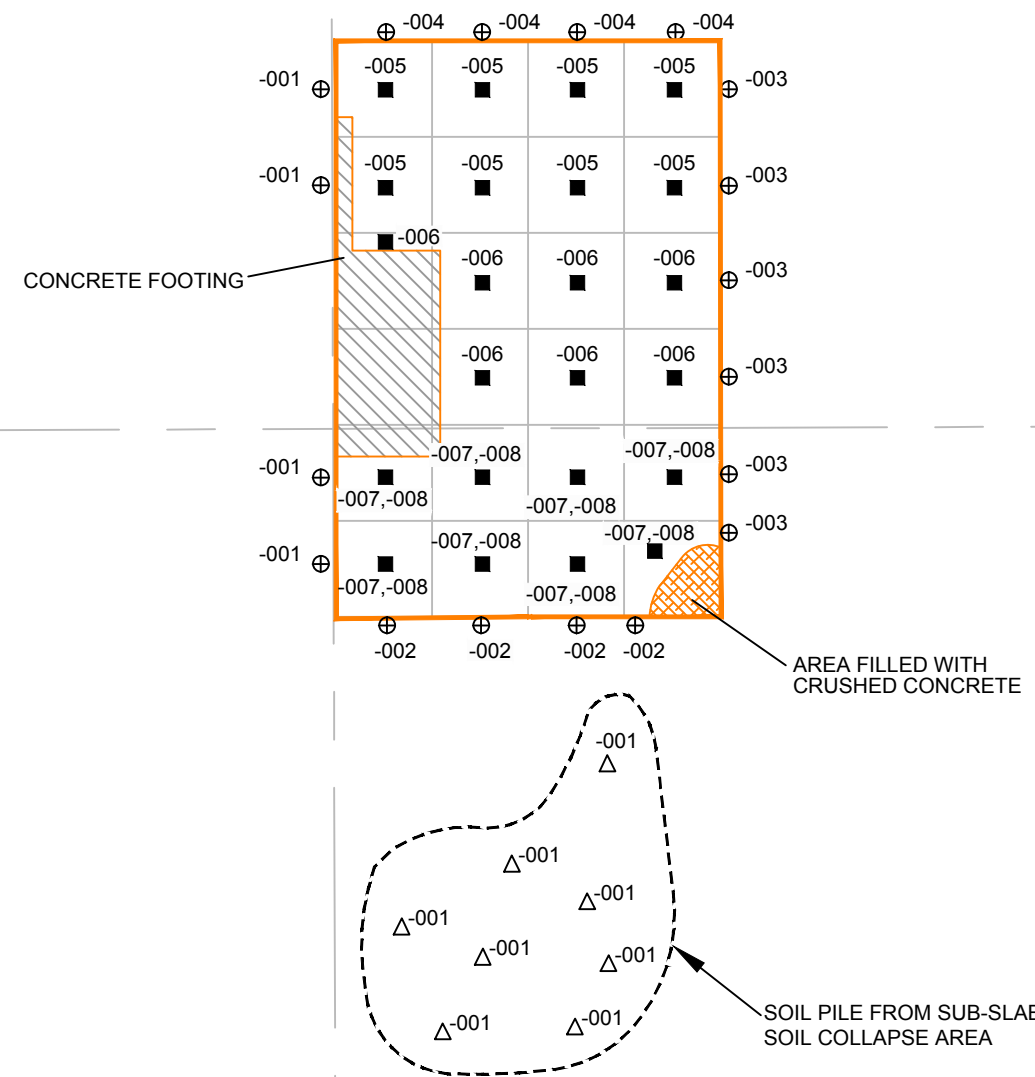 -004 -004 -004 -004
-005 -005 -005 -005
-001 -003
-005 -005 -005 -005
-001 -003
-006
-006 -006 -006 -003
CONCRETE FOOTING
-006 -006 -006 -003
-007,-008 -007,-008
-001 -003
-007,-008 -007,-008
-003
-007,-008 -007,-008
-001
-007,-008 -007,-008
-002 -002 -002 -002
AREA FILLED WITH
CRUSHED CONCRETE
-001
-001
-001
-001
-001
-001
-001
-001
SOIL PILE FROM SUB-SLAB
SOIL COLLAPSE AREA